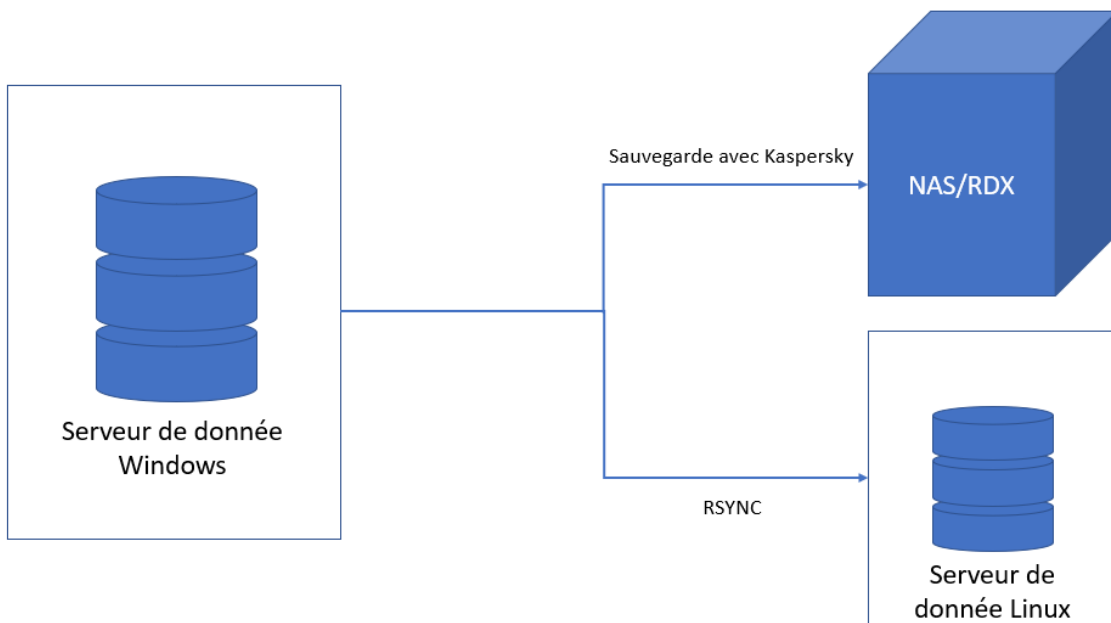 Sauvegarde avec Kaspersky
NAS/RDX
Serveur de donnée
Windows
RSYNC
Serveur de
donnée Linux